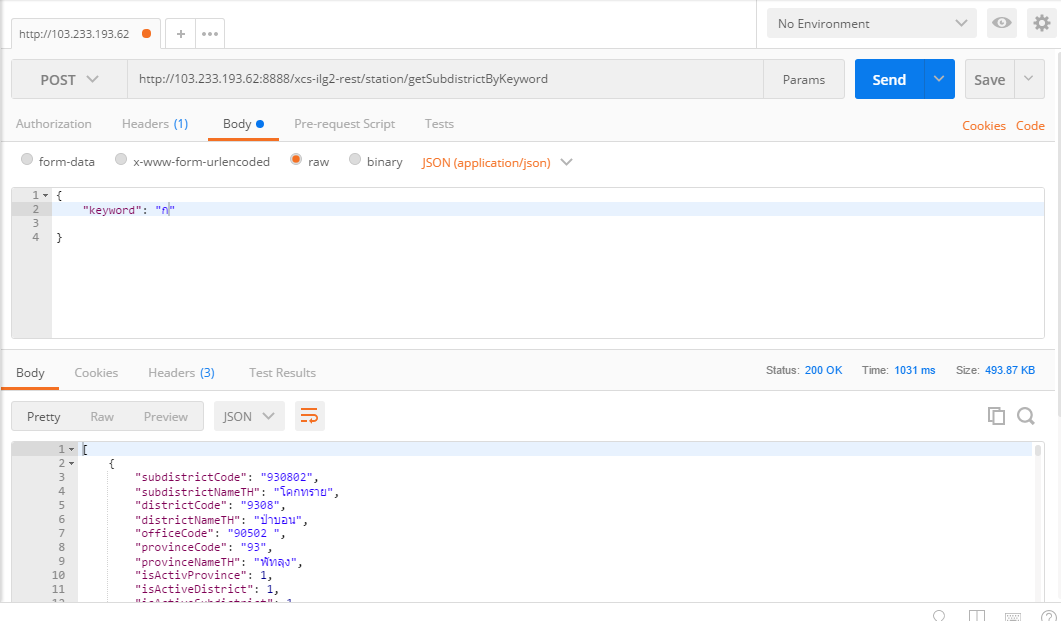 http://103.233.193.62
No Environment
POST
http://103.233.193.62:8888/xcs-ilg2-rest/station/getSubdistrictByKeyword
Params
Send
Save
Authorization
Headers (1)
Body
Pre-request Script
Tests
Cookies
Code
form-data
x-www-form-urlencoded
raw
binary
JSON (application/json)
1 {
2 "keyword": "ก"
3
4 }
Body
Cookies
Headers (3)
Test Results
Status: 200 OK
Time: 1031 ms
Size: 493.87 KB
Pretty
Raw
Preview
JSON
1 [
2 {
3 "subdistrictCode": "930802",
4 "subdistrictNameTH": "โคกทราย",
5 "districtCode": "9308",
6 "districtNameTH": "ป่าบอน",
7 "officeCode": "90502 ",
8 "provinceCode": "93",
9 "provinceNameTH": "พัทลุง",
10 "isActivProvince": 1,
11 "isActiveDistrict": 1,
12 "isActiveSubdistrict": 1